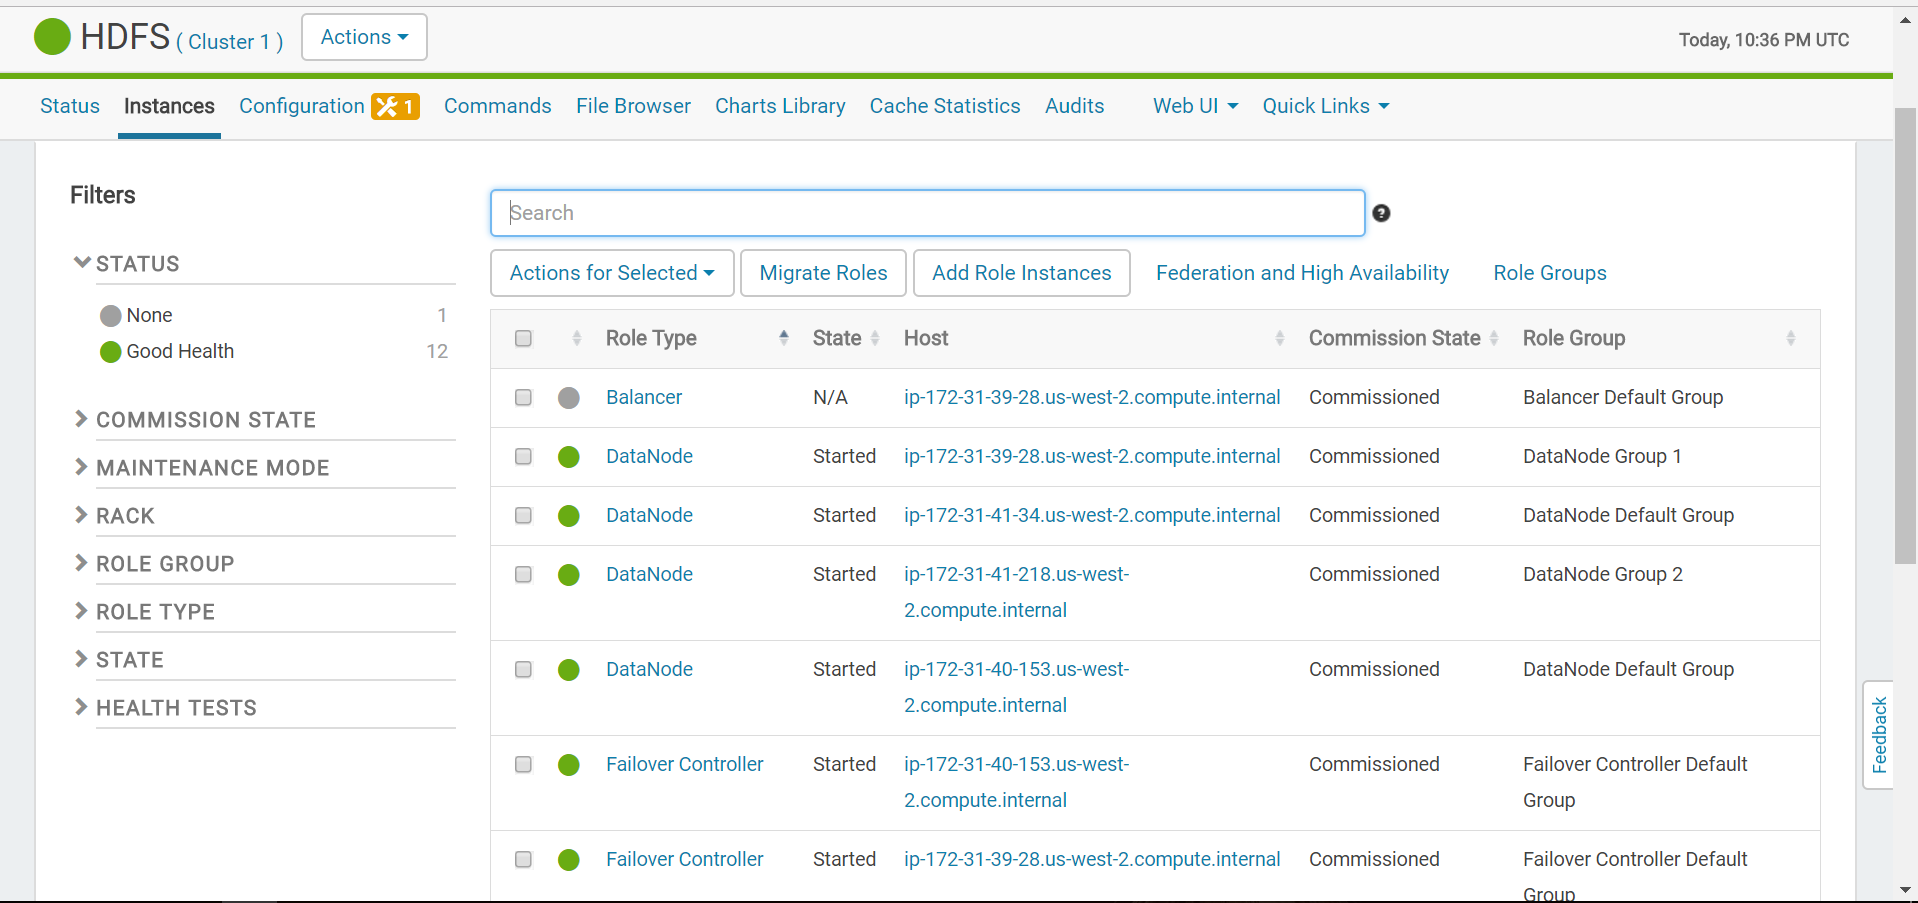 HDFS ( Cluster 1 ) Actions Today, 10:36 PM UTC
Status Instances Configuration 1 Commands File Browser Charts Library Cache Statistics Audits Web UI Quick Links
Filters
Search ?
STATUS
None 1
Good Health 12
COMMISSION STATE
MAINTENANCE MODE
RACK
ROLE GROUP
ROLE TYPE
STATE
HEALTH TESTS
Actions for Selected Migrate Roles Add Role Instances Federation and High Availability Role Groups
Role Type State Host Commission State Role Group
Balancer N/A ip-172-31-39-28.us-west-2.compute.internal Commissioned Balancer Default Group
DataNode Started ip-172-31-39-28.us-west-2.compute.internal Commissioned DataNode Group 1
DataNode Started ip-172-31-41-34.us-west-2.compute.internal Commissioned DataNode Default Group
DataNode Started ip-172-31-41-218.us-west- Commissioned DataNode Group 2
2.compute.internal
DataNode Started ip-172-31-40-153.us-west- Commissioned DataNode Default Group
2.compute.internal
Failover Controller Started ip-172-31-40-153.us-west- Commissioned Failover Controller Default
2.compute.internal Group
Failover Controller Started ip-172-31-39-28.us-west-2.compute.internal Commissioned Failover Controller Default
Group
Feedback